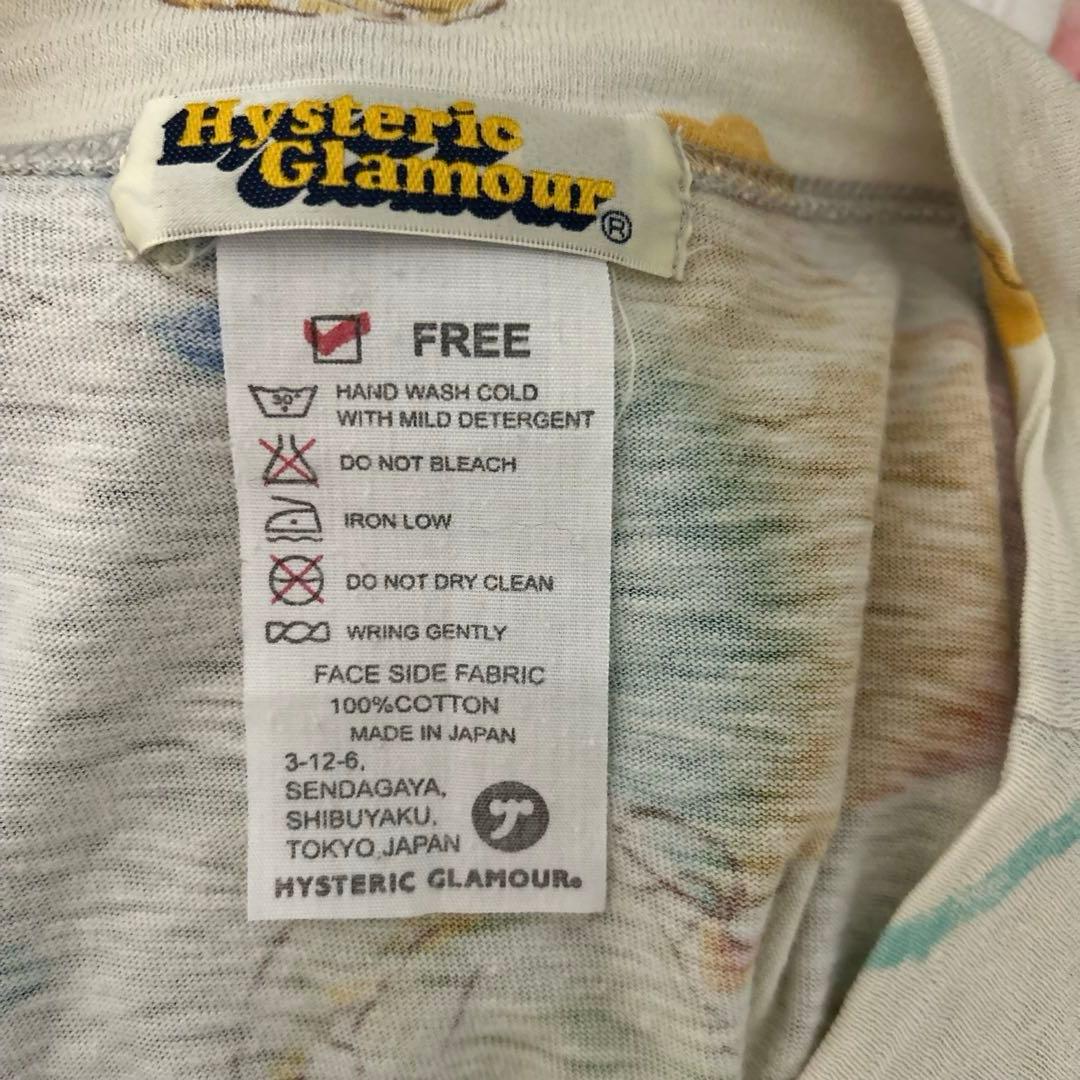 Hysteric
Glamour®
FREE
30°
HAND WASH COLD
WITH MILD DETERGENT
DO NOT BLEACH
IRON LOW
DO NOT DRY CLEAN
WRING GENTLY
FACE SIDE FABRIC
100%COTTON
MADE IN JAPAN
3-12-6,
SENDAGAYA,
SHIBUYAKU,
TOKYO,JAPAN
HYSTERIC GLAMOUR®